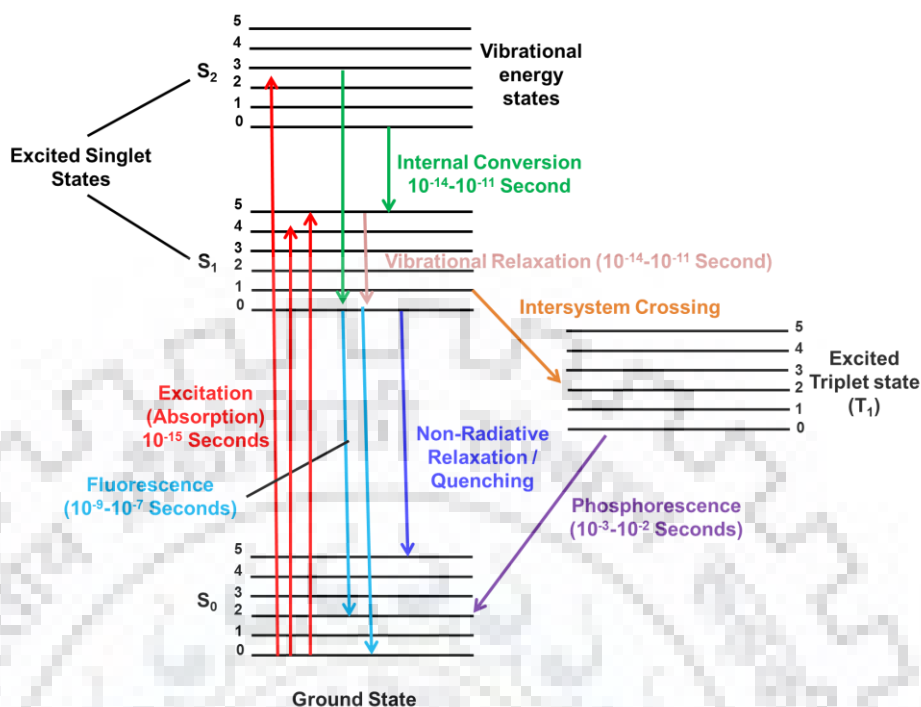 5
4
3
2
1
0
S₂
Vibrational
energy
states
Excited Singlet
States
Internal Conversion
10⁻¹⁴-10⁻¹¹ Second
5
4
3
2
1
0
S₁
Vibrational Relaxation (10⁻¹⁴-10⁻¹¹ Second)
Intersystem Crossing
5
4
3
2
1
0
Excited
Triplet state
(T₁)
Excitation
(Absorption)
10⁻¹⁵ Seconds
Non-Radiative
Relaxation /
Quenching
Fluorescence
(10⁻⁹-10⁻⁷ Seconds)
Phosphorescence
(10⁻³-10⁻² Seconds)
5
4
3
2
1
0
S₀
Ground State